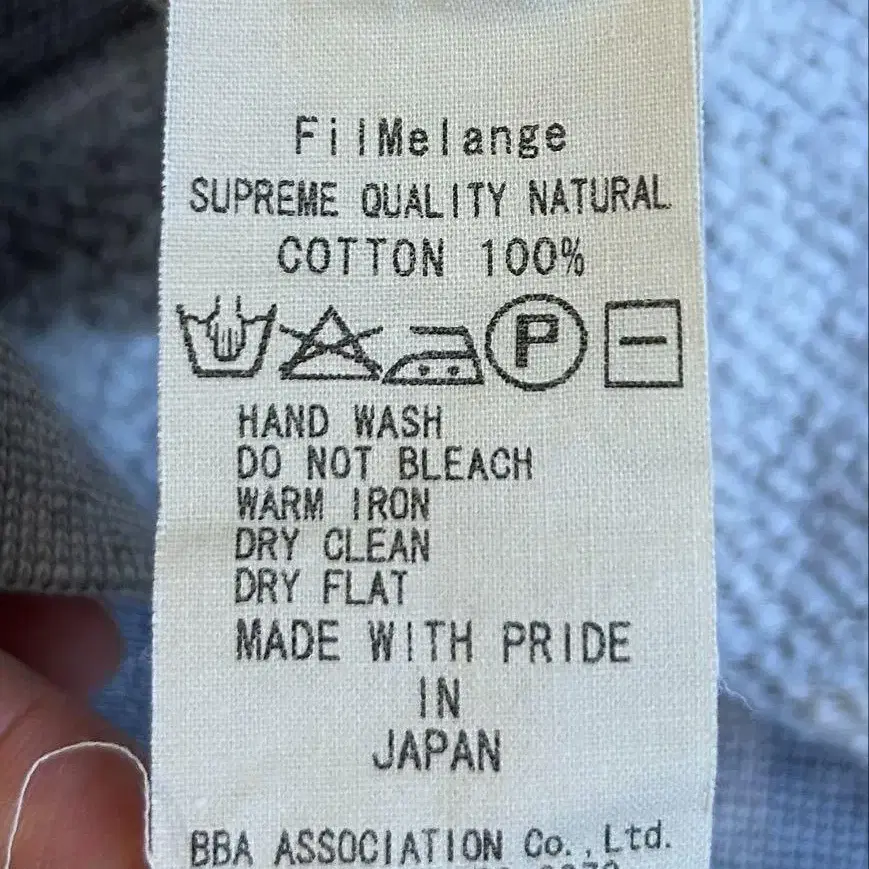 FilMelange
SUPREME QUALITY NATURAL
COTTON 100%
P
HAND WASH
DO NOT BLEACH
WARM IRON
DRY CLEAN
DRY FLAT
MADE WITH PRIDE
IN
JAPAN
BBA ASSOCIATION Co.,Ltd.